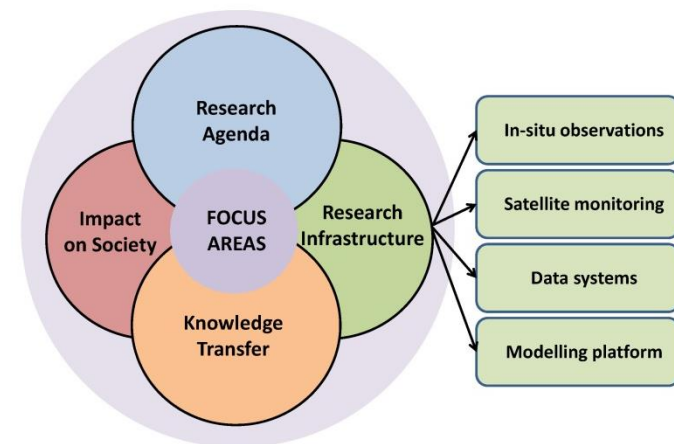 Research
Agenda
Impact
on Society
FOCUS
AREAS
Research
Infrastructure
Knowledge
Transfer
In-situ observations
Satellite monitoring
Data systems
Modelling platform